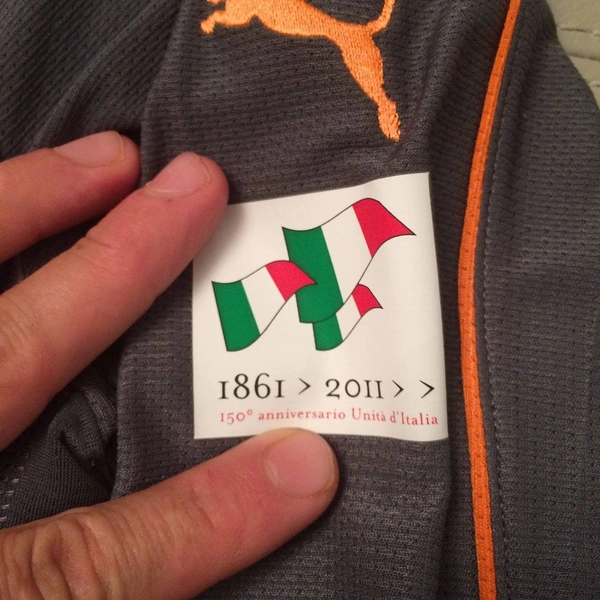 1861 > 2011 > >
150° anniversario Unità d'Italia